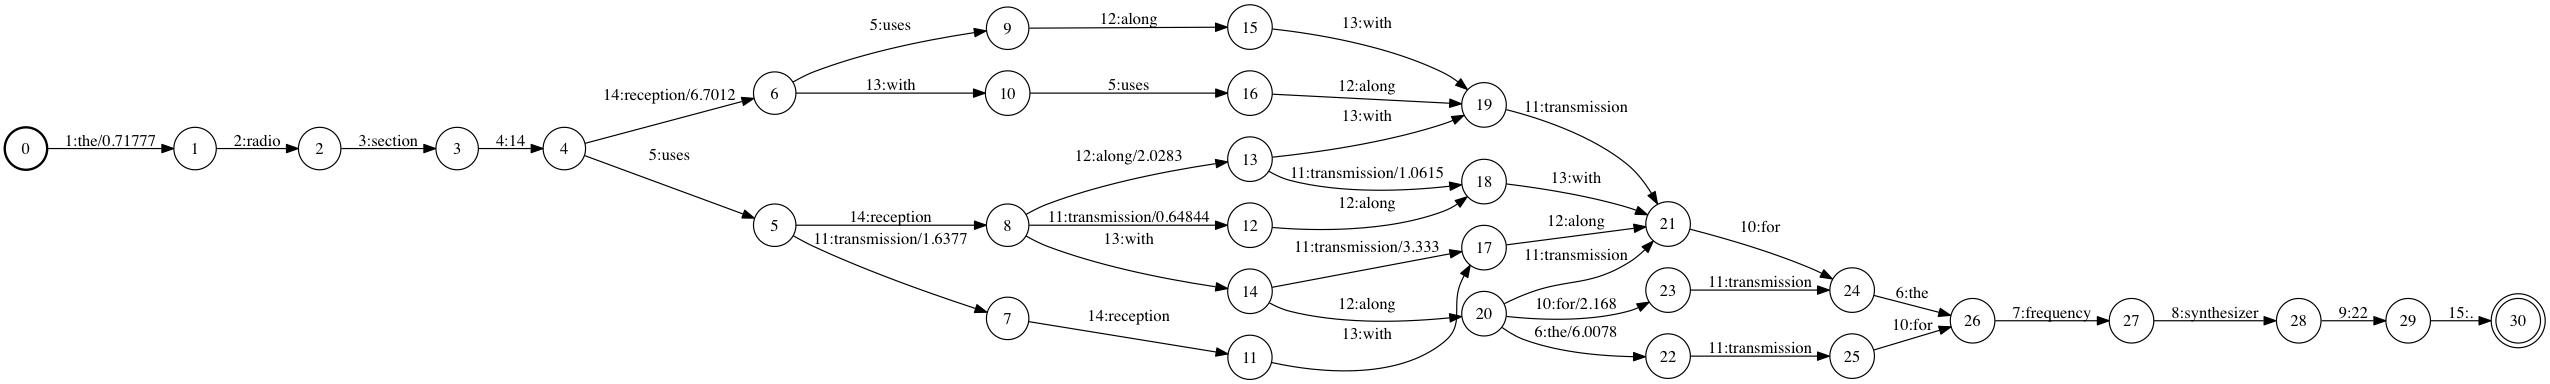 0
1:the/0.71777
1
2:radio
2
3:section
3
4:14
4
14:reception/6.7012
5:uses
6
5
5:uses
13:with
14:reception
11:transmission/1.6377
9
10
8
7
12:along
5:uses
12:along/2.0283
11:transmission/0.64844
13:with
14:reception
15
16
13
12
14
11
13:with
12:along
13:with
11:transmission/1.0615
12:along
11:transmission/3.333
12:along
13:with
19
18
17
20
11:transmission
13:with
12:along
11:transmission
10:for/2.168
6:the/6.0078
21
23
22
10:for
11:transmission
11:transmission
24
25
6:the
10:for
26
7:frequency
27
8:synthesizer
28
9:22
29
15:.
30